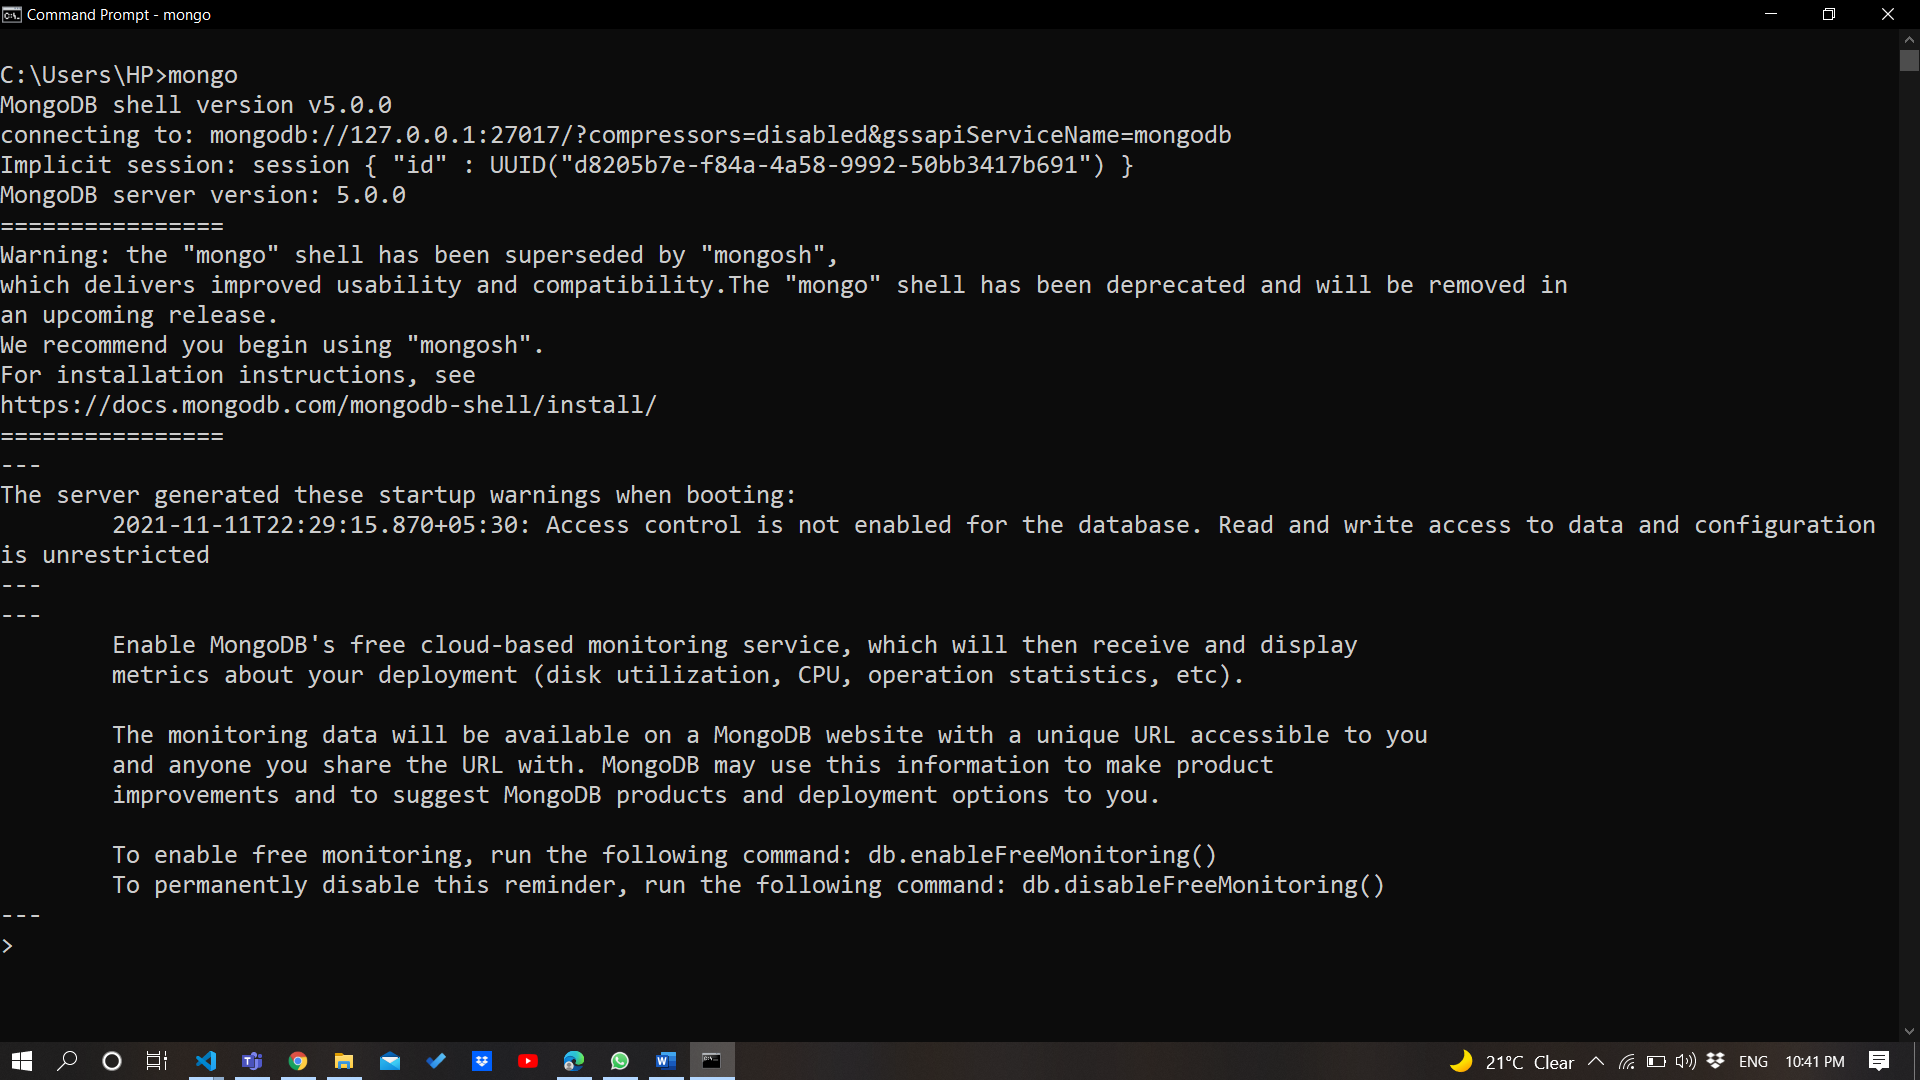 Command Prompt - mongo
C:\Users\HP>mongo
MongoDB shell version v5.0.0
connecting to: mongodb://127.0.0.1:27017/?compressors=disabled&gssapiServiceName=mongodb
Implicit session: session { "id" : UUID("d8205b7e-f84a-4a58-9992-50bb3417b691") }
MongoDB server version: 5.0.0
================
Warning: the "mongo" shell has been superseded by "mongosh",
which delivers improved usability and compatibility.The "mongo" shell has been deprecated and will be removed in
an upcoming release.
We recommend you begin using "mongosh".
For installation instructions, see
https://docs.mongodb.com/mongodb-shell/install/
================
---
The server generated these startup warnings when booting:
2021-11-11T22:29:15.870+05:30: Access control is not enabled for the database. Read and write access to data and configuration
is unrestricted
---
---
Enable MongoDB's free cloud-based monitoring service, which will then receive and display
metrics about your deployment (disk utilization, CPU, operation statistics, etc).
The monitoring data will be available on a MongoDB website with a unique URL accessible to you
and anyone you share the URL with. MongoDB may use this information to make product
improvements and to suggest MongoDB products and deployment options to you.
To enable free monitoring, run the following command: db.enableFreeMonitoring()
To permanently disable this reminder, run the following command: db.disableFreeMonitoring()
---
>
21°C Clear ENG 10:41 PM